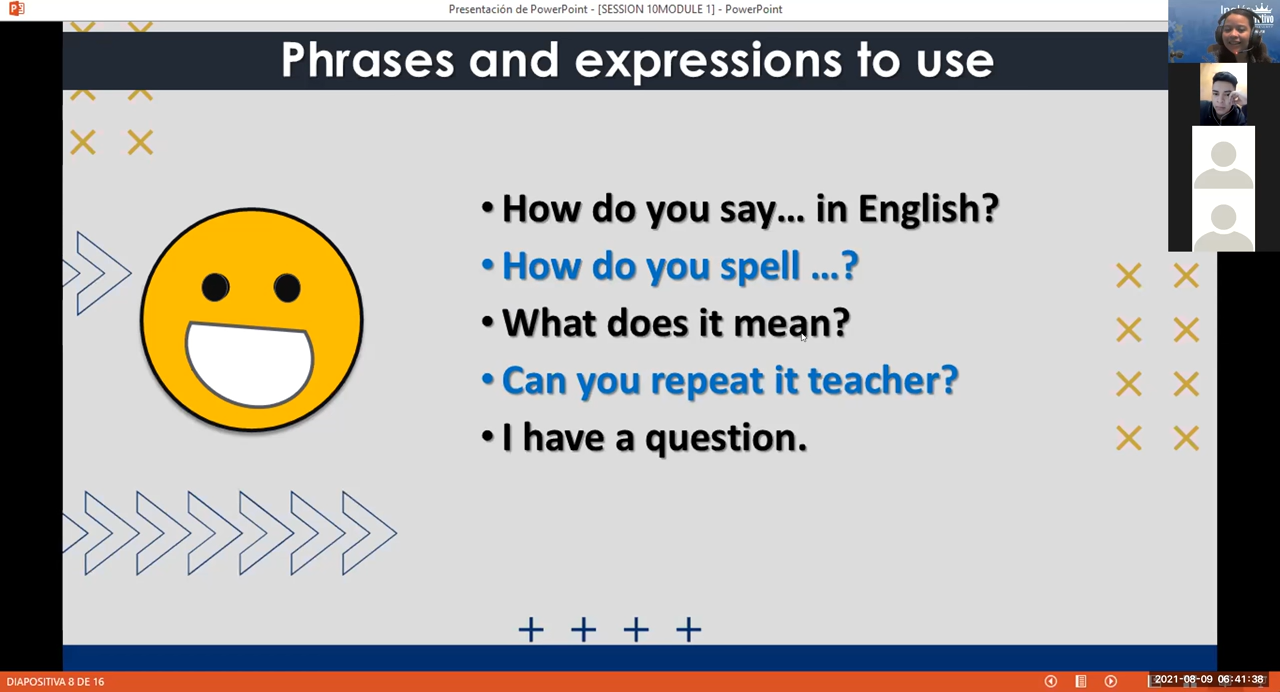 Presentación de PowerPoint - [SESSION 10MODULE 1] - PowerPoint
Phrases and expressions to use
• How do you say... in English?
• How do you spell ...?
• What does it mean?
• Can you repeat it teacher?
• I have a question.
DIAPOSITIVA 8 DE 16
2021-08-09 06:41:38